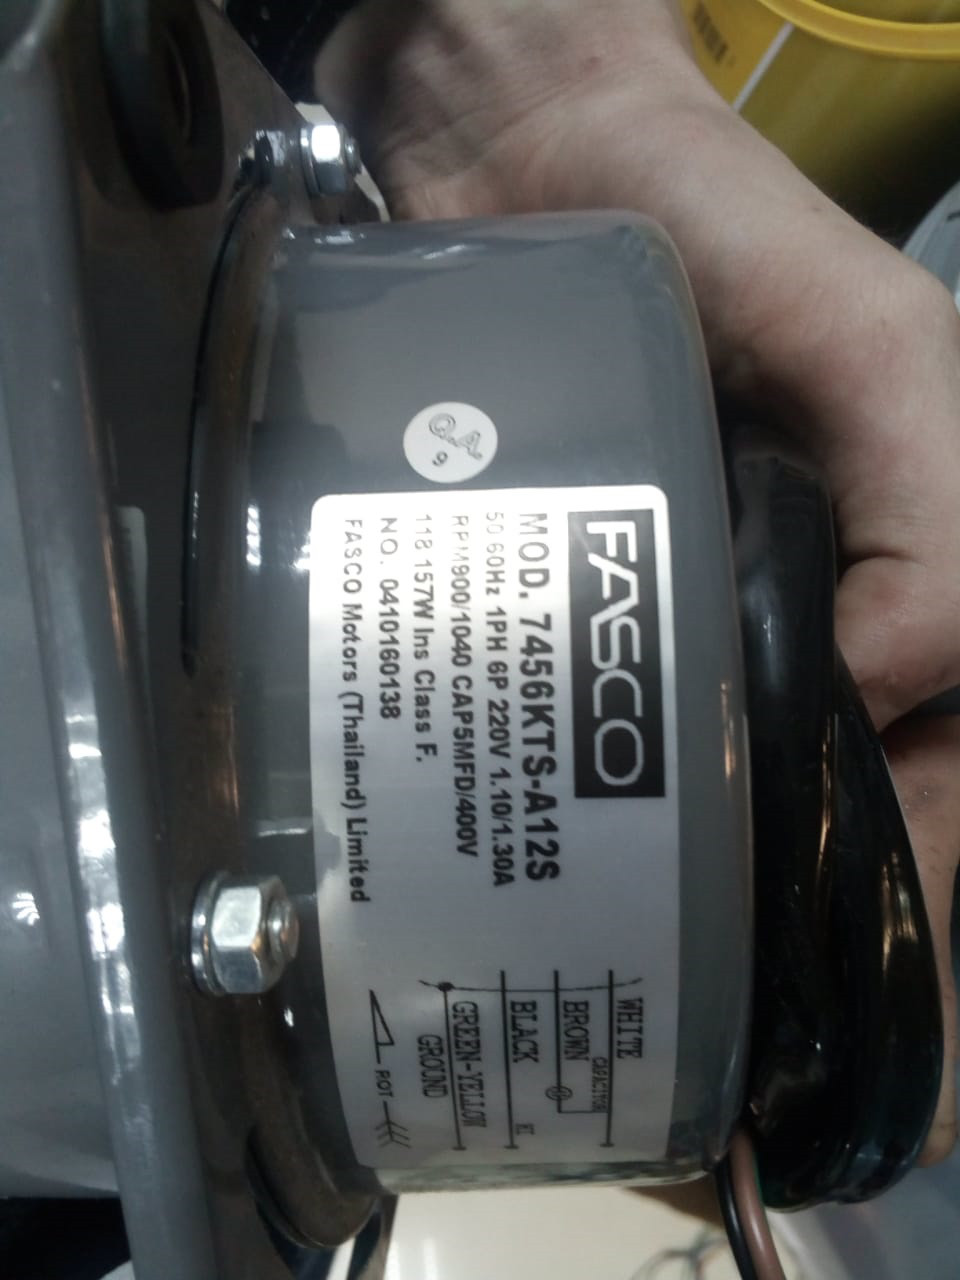 Q.A.
9
FASCO
MOD. 7456KTS-A12S
50 60Hz 1PH 6P 220V 1.10/1.30A
RPM900/1040 CAP5MFD/400V
118 157W Ins Class F.
NO. 0410160138
FASCO Motors (Thailand) Limited
WHITE
CAPACITOR
BROWN
BLACK
GREEN-YELLOW
GROUND
ROT